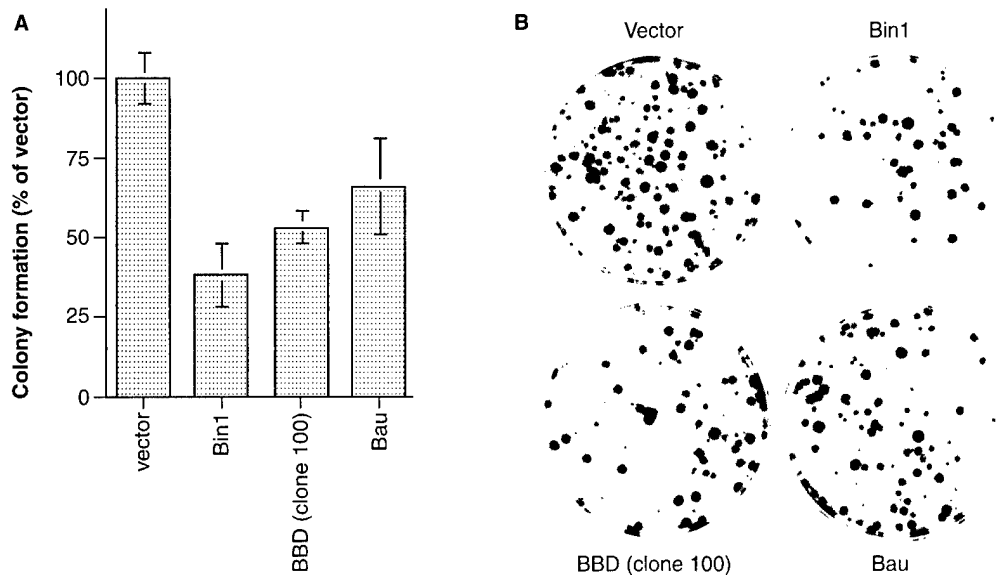 A
Colony formation (% of vector)
100
75
50
25
0
vector
Bin1
BBD (clone 100)
Bau
B
Vector
Bin1
BBD (clone 100)
Bau